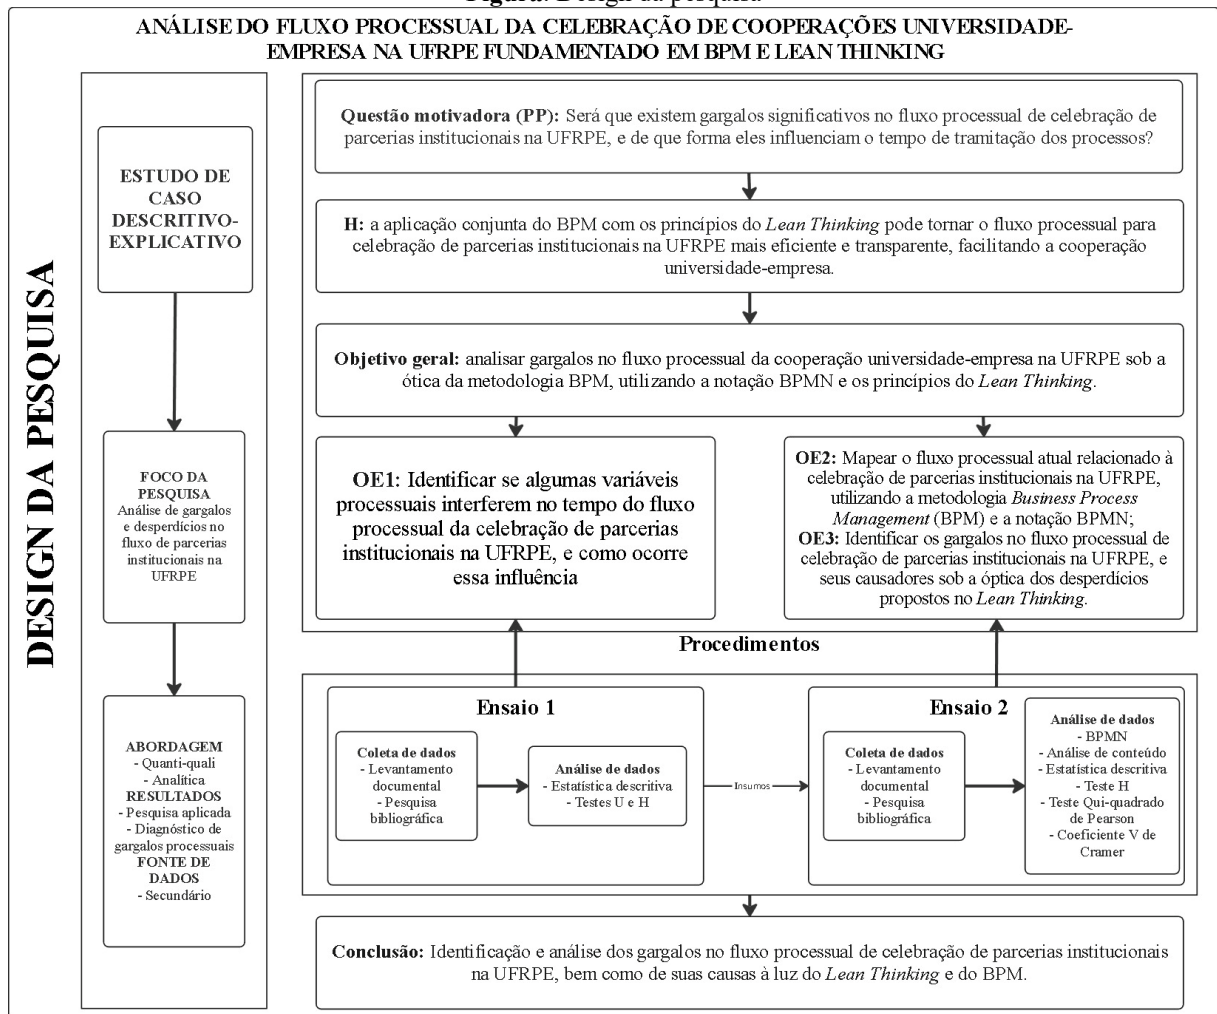 Figura: Design da pesquisa
ANÁLISE DO FLUXO PROCESSUAL DA CELEBRAÇÃO DE COOPERAÇÕES UNIVERSIDADE-
EMPRESA NA UFRPE FUNDAMENTADO EM BPM E LEAN THINKING
DESIGN DA PESQUISA
ESTUDO DE
CASO
DESCRITIVO-
EXPLICATIVO
FOCO DA
PESQUISA
Análise de gargalos
e desperdícios no
fluxo de parcerias
institucionais na
UFRPE
ABORDAGEM
- Quanti-quali
- Analítica
RESULTADOS
- Pesquisa aplicada
- Diagnóstico de
gargalos processuais
FONTE DE
DADOS
- Secundário
Questão motivadora (PP): Será que existem gargalos significativos no fluxo processual de celebração de
parcerias institucionais na UFRPE, e de que forma eles influenciam o tempo de tramitação dos processos?
H: a aplicação conjunta do BPM com os princípios do Lean Thinking pode tornar o fluxo processual para
celebração de parcerias institucionais na UFRPE mais eficiente e transparente, facilitando a cooperação
universidade-empresa.
Objetivo geral: analisar gargalos no fluxo processual da cooperação universidade-empresa na UFRPE sob a
ótica da metodologia BPM, utilizando a notação BPMN e os princípios do Lean Thinking.
OE1: Identificar se algumas variáveis
processuais interferem no tempo do fluxo
processual da celebração de parcerias
institucionais na UFRPE, e como ocorre
essa influência
OE2: Mapear o fluxo processual atual relacionado à
celebração de parcerias institucionais na UFRPE,
utilizando a metodologia Business Process
Management (BPM) e a notação BPMN;
OE3: Identificar os gargalos no fluxo processual de
celebração de parcerias institucionais na UFRPE, e
seus causadores sob a óptica dos desperdícios
propostos no Lean Thinking.
Procedimentos
Ensaio 1
Coleta de dados
- Levantamento
documental
- Pesquisa
bibliográfica
Análise de dados
- Estatística descritiva
- Testes U e H
Insumos
Ensaio 2
Coleta de dados
- Levantamento
documental
- Pesquisa
bibliográfica
Análise de dados
- BPMN
- Análise de conteúdo
- Estatística descritiva
- Teste H
- Teste Qui-quadrado
de Pearson
- Coeficiente V de
Cramer
Conclusão: Identificação e análise dos gargalos no fluxo processual de celebração de parcerias institucionais
na UFRPE, bem como de suas causas à luz do Lean Thinking e do BPM.